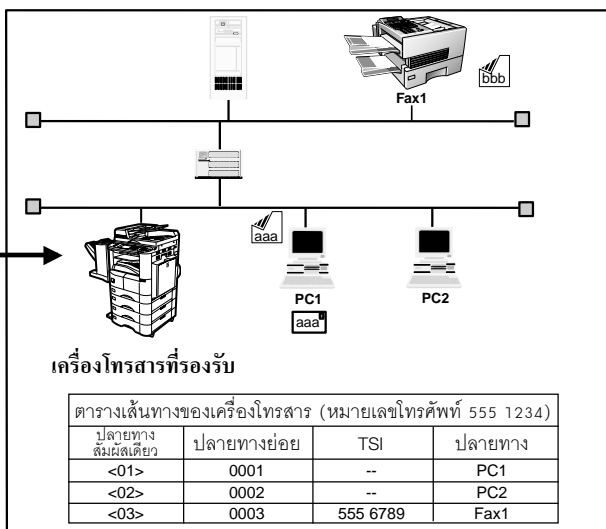 bbb
Fax1
aaa
PC1
PC2
aaa
เครื่องโทรสารที่รองรับ
ตารางเส้นทางของเครื่องโทรสาร (หมายเลขโทรศัพท์ 555 1234)
ปลายทาง
สัมผัสเดียว
ปลายทางย่อย TSI ปลายทาง
<01> 0001 -- PC1
<02> 0002 -- PC2
<03> 0003 555 6789 Fax1